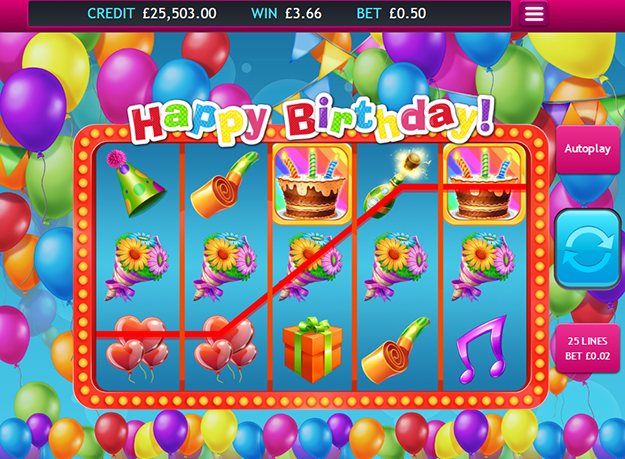 CREDIT £25,503.00 WIN £3.66 BET £0.50
Happy Birthday!
Autoplay
25 LINES
BET £0.02